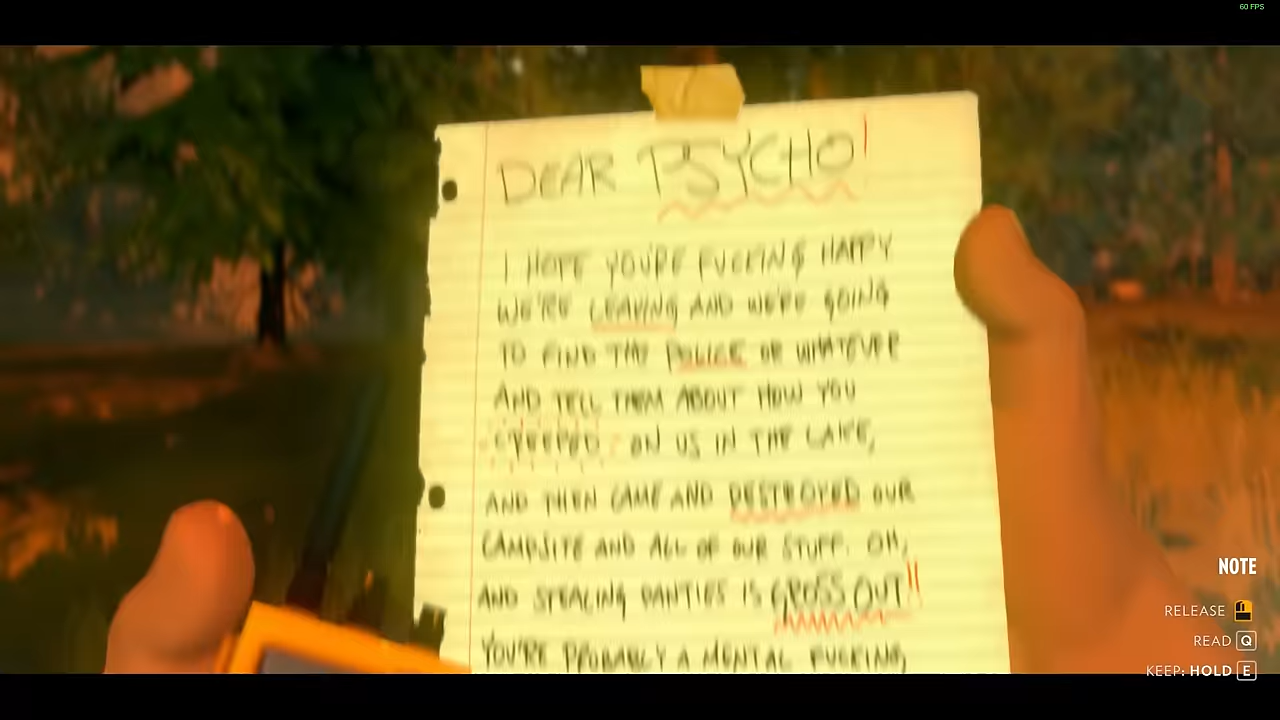 60 FPS
DEAR PSYCHO!
I HOPE YOU'RE FUCKING HAPPY
WE'RE LEAVING AND WE'RE GOING
TO FIND THE POLICE OR WHATEVER
AND TELL THEM ABOUT HOW YOU
CREEPED ON US IN THE LAKE,
AND THEN CAME AND DESTROYED OUR
CAMPSITE AND ALL OF OUR STUFF. OH,
AND STEALING PANTIES IS GROSS OUT!!
YOU'RE PROBABLY A MENTAL FUCKING,
NOTE
RELEASE
READ Q
KEEP: HOLD E